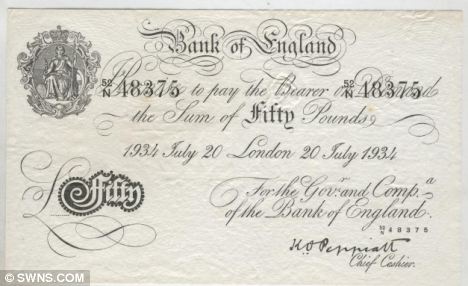 Bank of England
52/N 48375 52/N 48375
to pay the Bearer on
the Sum of Fifty Pounds
1934 July 20 London 20 July 1934
For the Govr. and Compa.
of the Bank of England.
52/N 48375
£Fifty
K O Peppiatt
Chief Cashier.
© SWNS.com